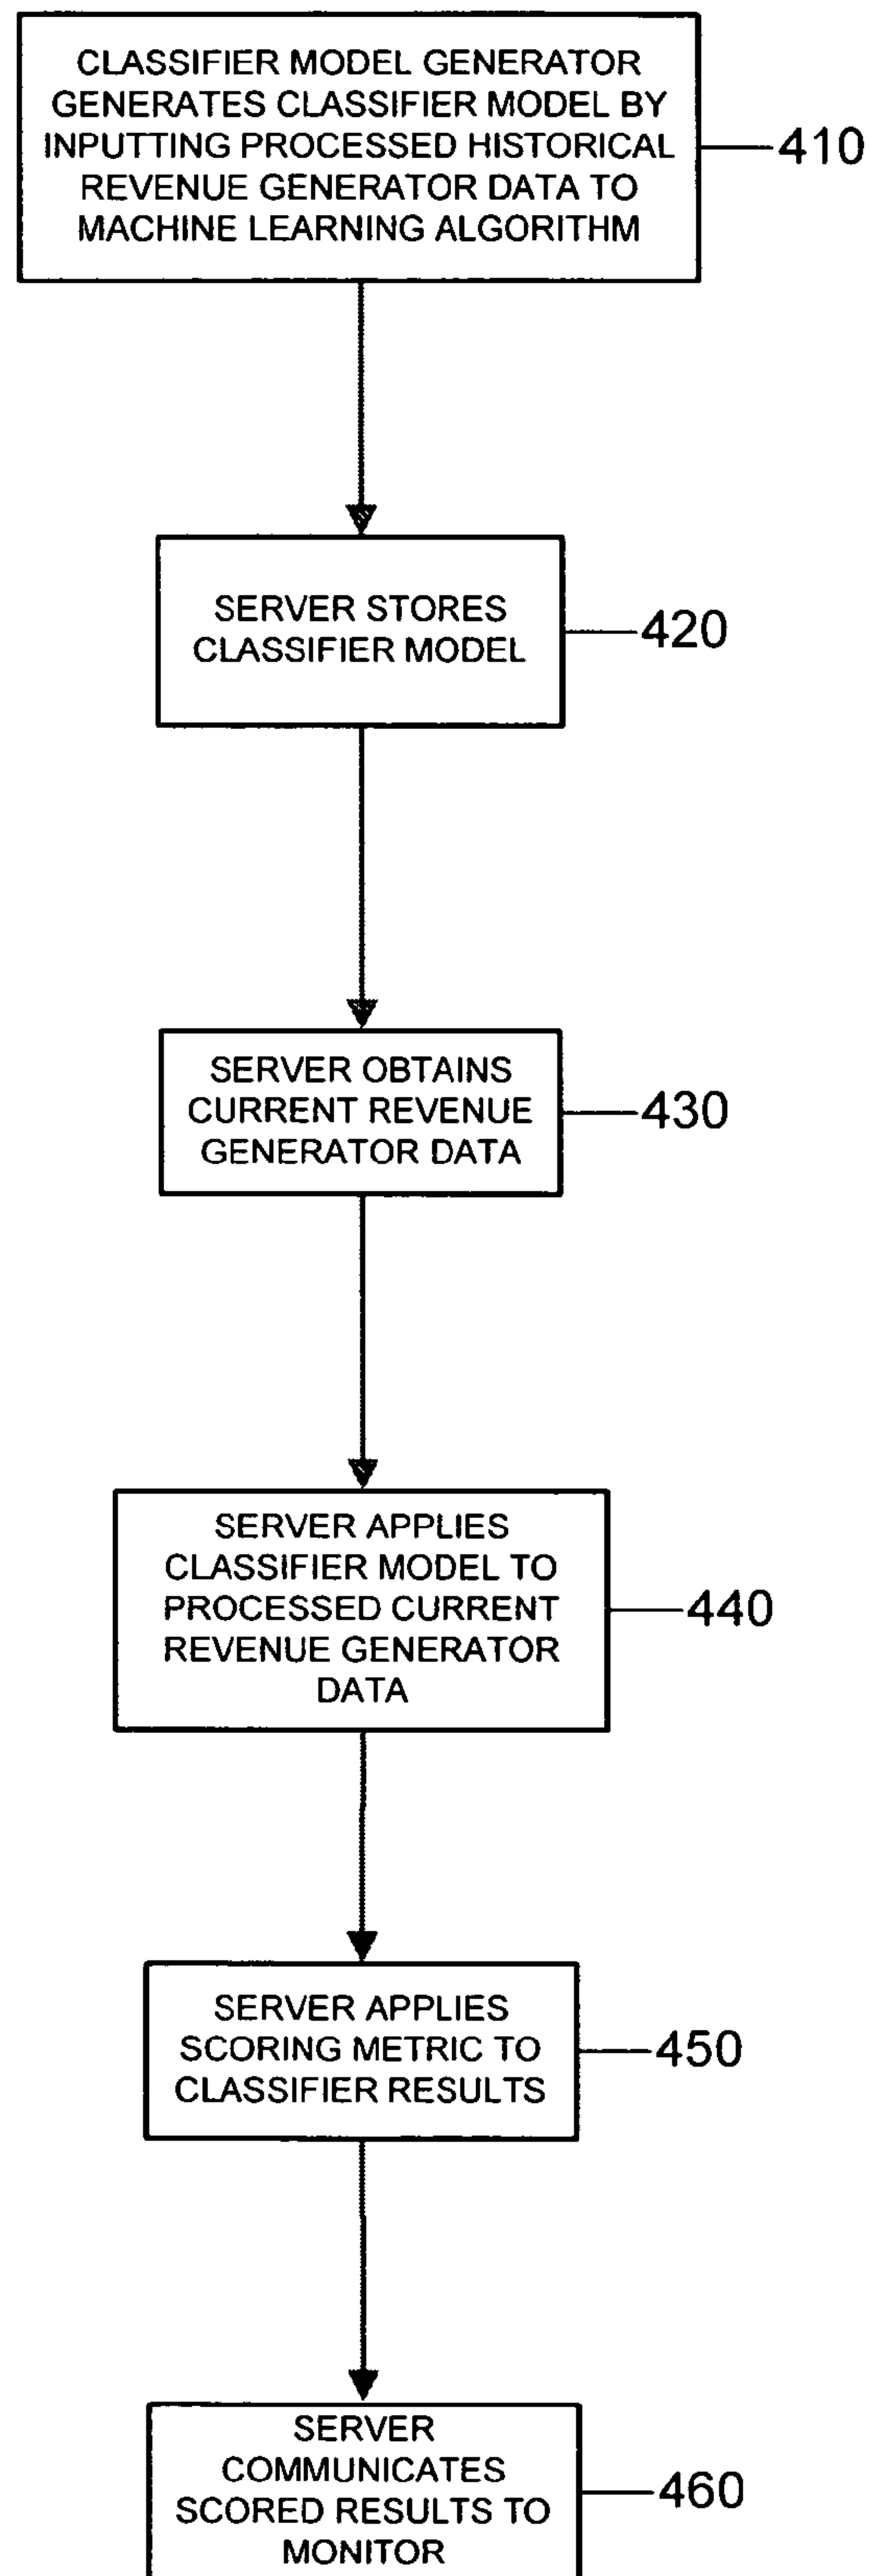 CLASSIFIER MODEL GENERATOR
GENERATES CLASSIFIER MODEL BY
INPUTTING PROCESSED HISTORICAL
REVENUE GENERATOR DATA TO
MACHINE LEARNING ALGORITHM
410
SERVER STORES
CLASSIFIER MODEL
420
SERVER OBTAINS
CURRENT REVENUE
GENERATOR DATA
430
SERVER APPLIES
CLASSIFIER MODEL TO
PROCESSED CURRENT
REVENUE GENERATOR
DATA
440
SERVER APPLIES
SCORING METRIC TO
CLASSIFIER RESULTS
450
SERVER
COMMUNICATES
SCORED RESULTS TO
MONITOR
460